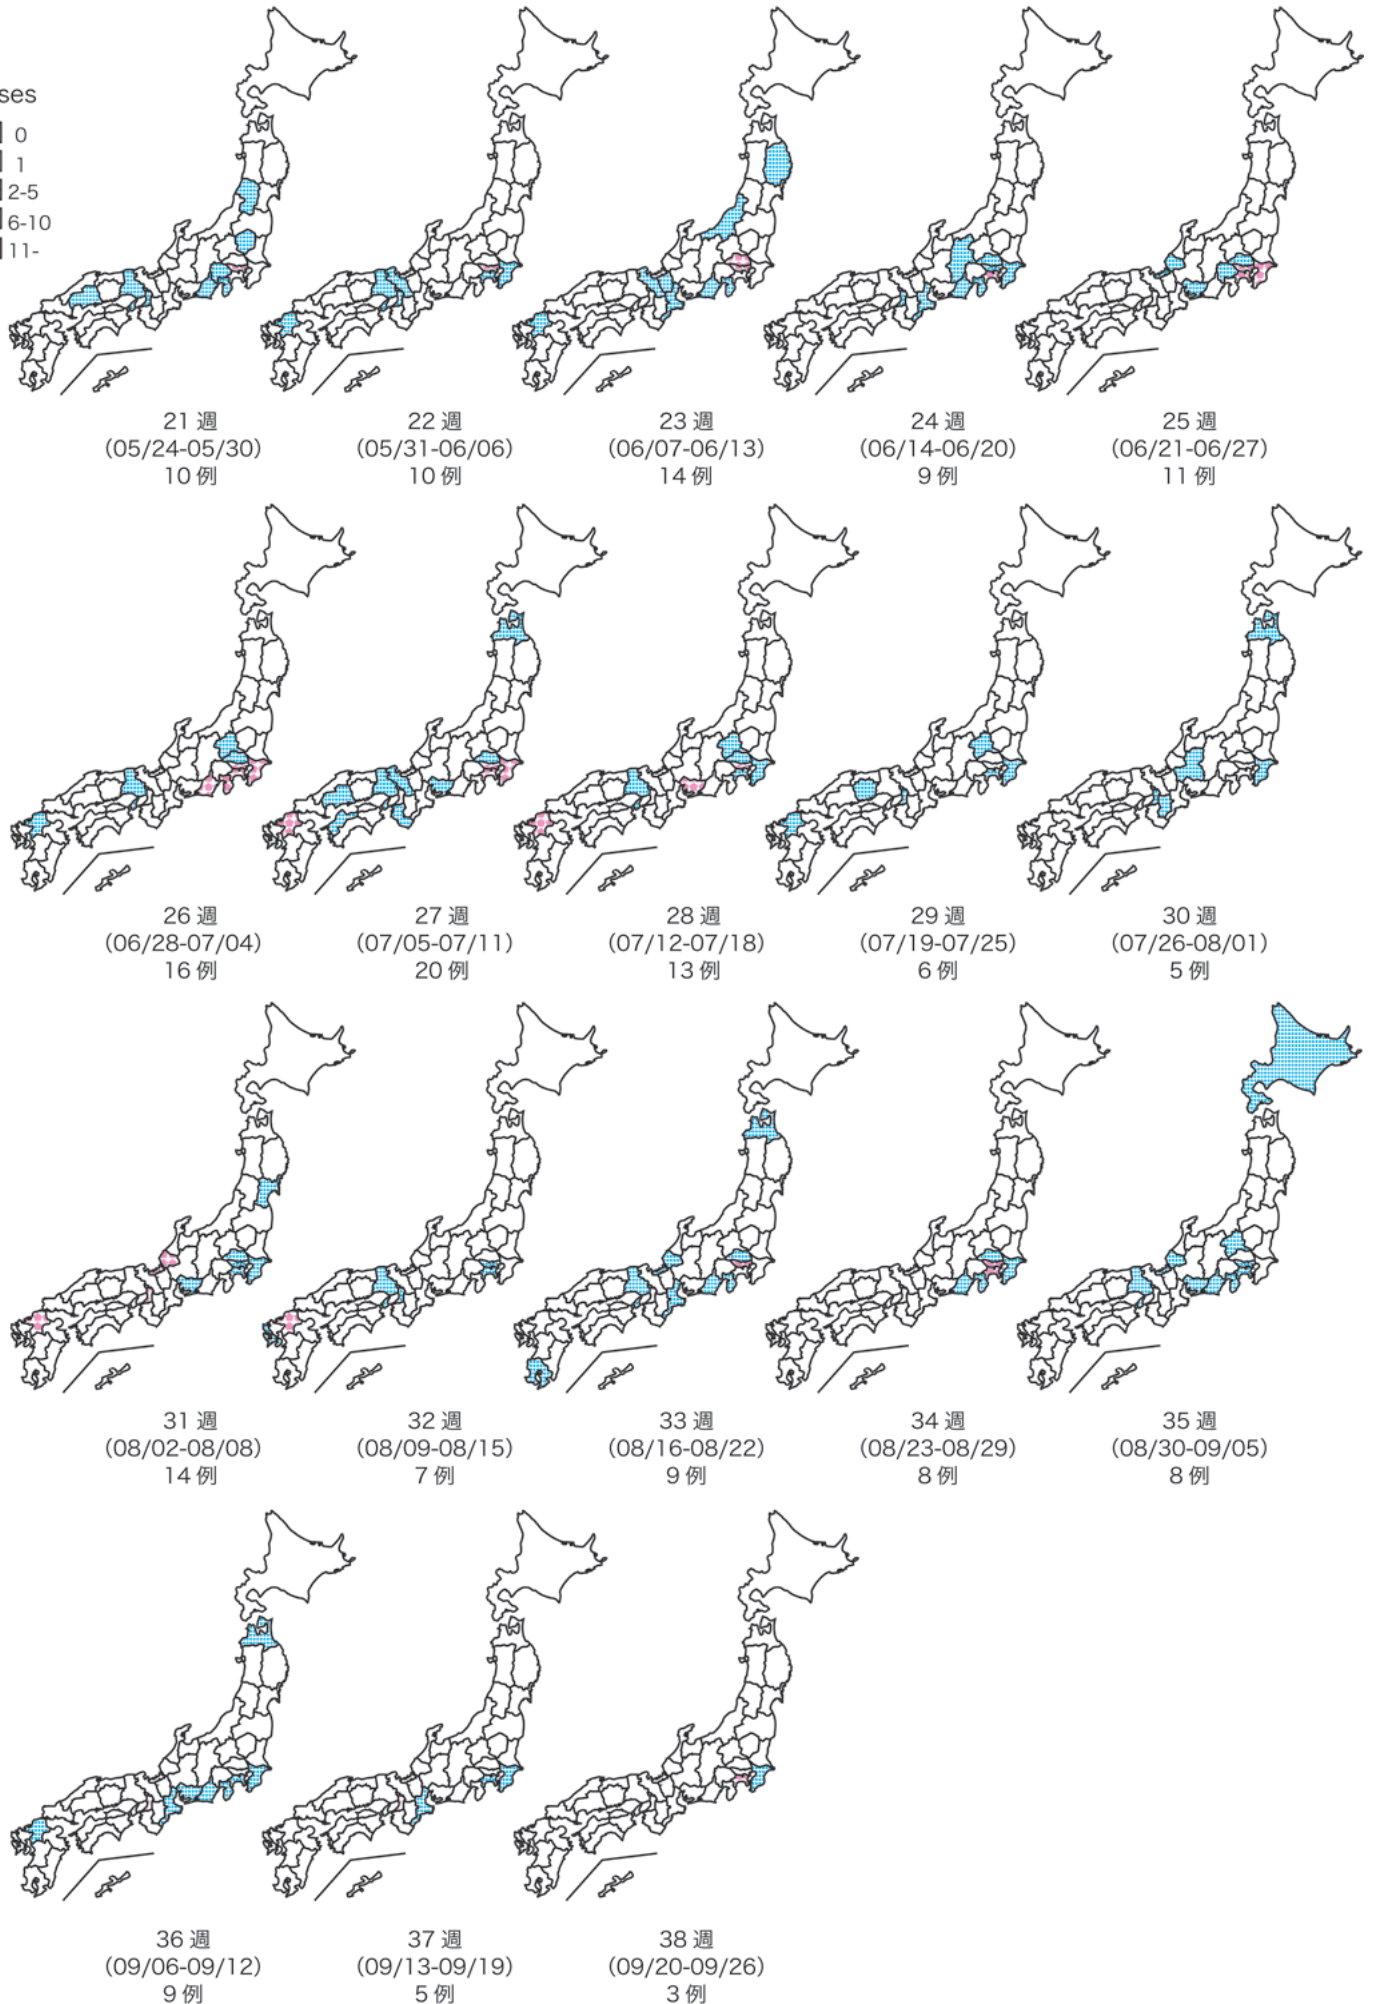 ses
0
1
2-5
6-10
11-
21 週
(05/24-05/30)
10 例
22 週
(05/31-06/06)
10 例
23 週
(06/07-06/13)
14 例
24 週
(06/14-06/20)
9 例
25 週
(06/21-06/27)
11 例
26 週
(06/28-07/04)
16 例
27 週
(07/05-07/11)
20 例
28 週
(07/12-07/18)
13 例
29 週
(07/19-07/25)
6 例
30 週
(07/26-08/01)
5 例
31 週
(08/02-08/08)
14 例
32 週
(08/09-08/15)
7 例
33 週
(08/16-08/22)
9 例
34 週
(08/23-08/29)
8 例
35 週
(08/30-09/05)
8 例
36 週
(09/06-09/12)
9 例
37 週
(09/13-09/19)
5 例
38 週
(09/20-09/26)
3 例